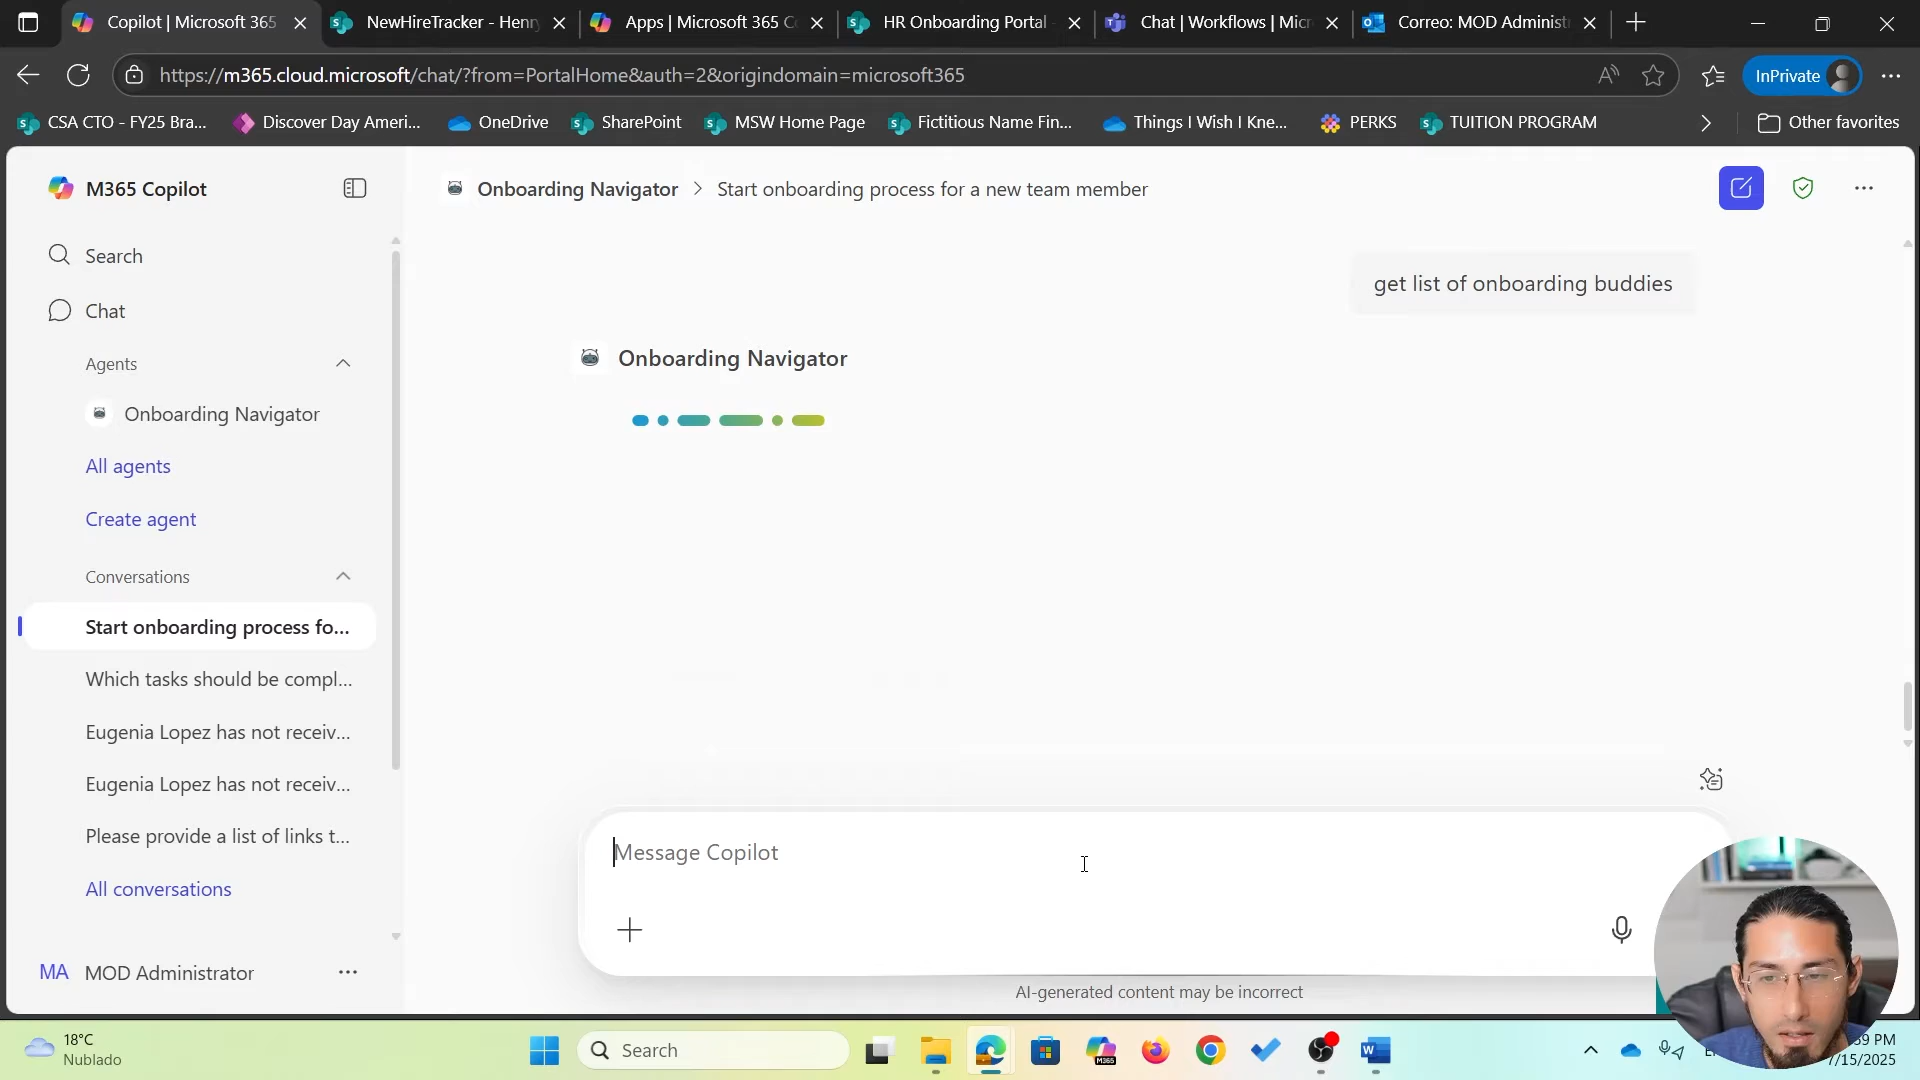 Copilot | Microsoft 365
NewHireTracker - Henry
Apps | Microsoft 365 C
HR Onboarding Portal -
Chat | Workflows | Micr
Correo: MOD Administ
https://m365.cloud.microsoft/chat/?from=PortalHome&auth=2&origindomain=microsoft365
InPrivate
CSA CTO - FY25 Bra...
Discover Day Ameri...
OneDrive
SharePoint
MSW Home Page
Fictitious Name Fin...
Things I Wish I Kne...
PERKS
TUITION PROGRAM
Other favorites
M365 Copilot
Onboarding Navigator > Start onboarding process for a new team member
Search
Chat
get list of onboarding buddies
Agents
Onboarding Navigator
Onboarding Navigator
All agents
Create agent
Conversations
Start onboarding process fo...
Which tasks should be compl...
Eugenia Lopez has not receiv...
Eugenia Lopez has not receiv...
Please provide a list of links t...
All conversations
Message Copilot
MA MOD Administrator
AI-generated content may be incorrect
18°C
Nublado
Search
M365
:59 PM
7/15/2025